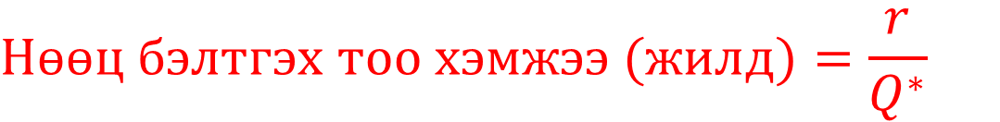 Нөөц бэлтгэх тоо хэмжээ (жилд) = r / Q*